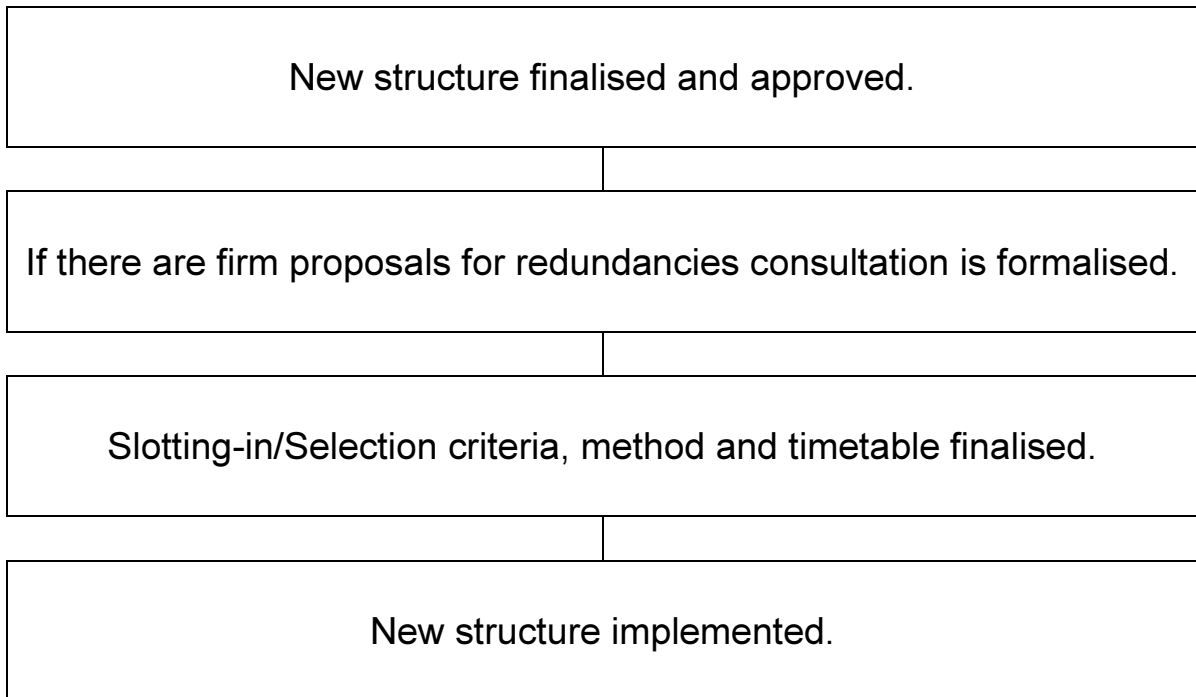 New structure finalised and approved.
If there are firm proposals for redundancies consultation is formalised.
Slotting-in/Selection criteria, method and timetable finalised.
New structure implemented.